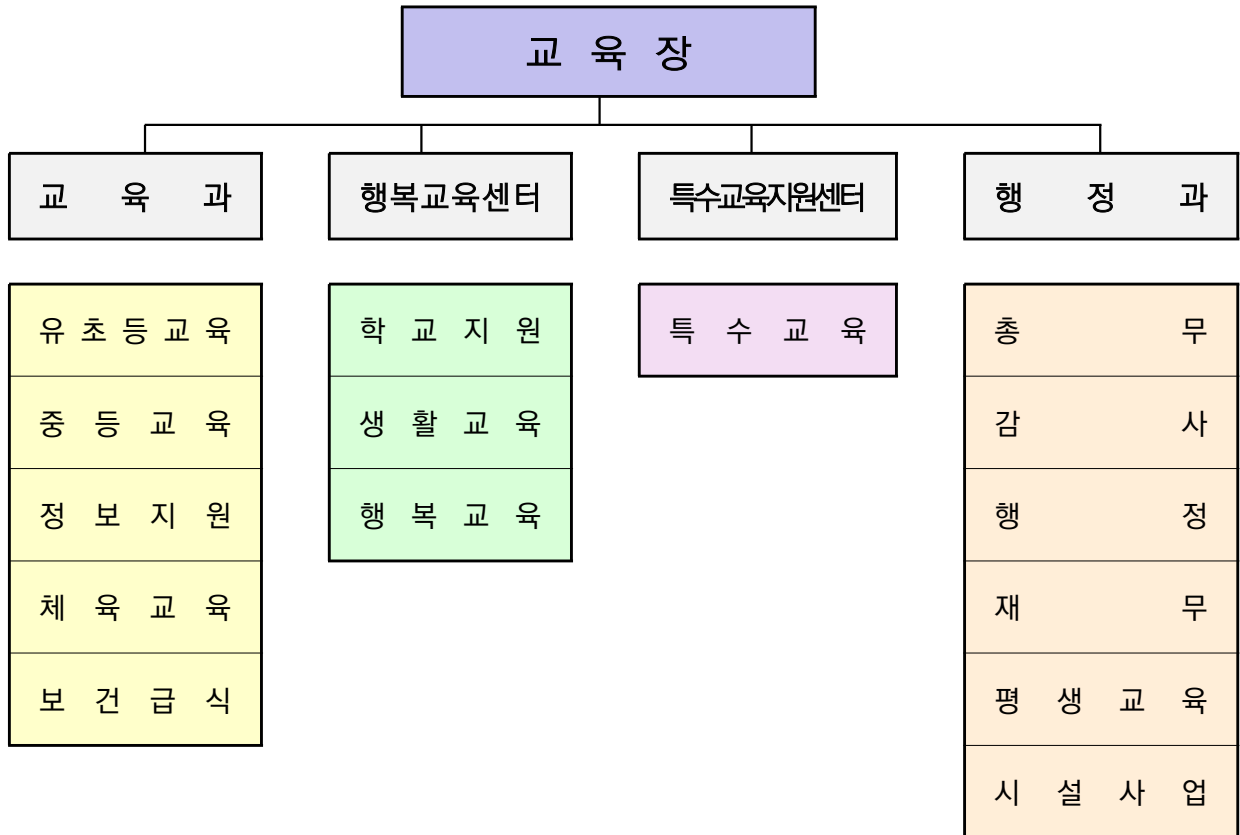 교 육 장
교 육 과
행복교육센터
특수교육지원센터
행 정 과
유초등교육
중 등 교 육
정 보 지 원
체 육 교 육
보 건 급 식
학 교 지 원
생 활 교 육
행 복 교 육
특 수 교 육
총 무
감 사
행 정
재 무
평 생 교 육
시 설 사 업